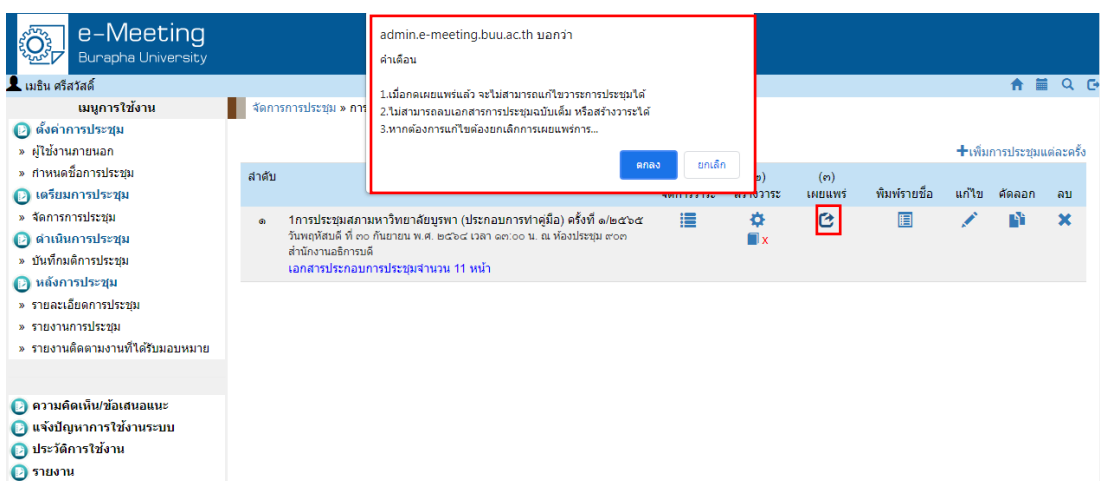 e-Meeting
Burapha University
เมธิน ศรีสวัสดิ์
เมนูการใช้งาน
ตั้งค่าการประชุม
» ผู้ใช้งานภายนอก
» กำหนดชื่อการประชุม
เตรียมการประชุม
» จัดการการประชุม
ดำเนินการประชุม
» บันทึกมติการประชุม
หลังการประชุม
» รายละเอียดการประชุม
» รายงานการประชุม
» รายงานติดตามงานที่ได้รับมอบหมาย
ความคิดเห็น/ข้อเสนอแนะ
แจ้งปัญหาการใช้งานระบบ
ประวัติการใช้งาน
รายงาน
จัดการการประชุม »
admin.e-meeting.buu.ac.th บอกว่า
คำเตือน
1.เมื่อกดเผยแพร่แล้ว จะไม่สามารถแก้ไขวาระการประชุมได้
2.ไม่สามารถลบเอกสารการประชุมฉบับเต็ม หรือสร้างวาระได้
3.หากต้องการแก้ไขต้องยกเลิกการเผยแพร่การ...
ตกลง ยกเลิก
เพิ่มการประชุมแต่ละครั้ง
ลำดับ จัดการวาระ สร้างวาระ (๓) เผยแพร่ พิมพ์รายชื่อ แก้ไข คัดลอก ลบ
๑ 1การประชุมสภามหาวิทยาลัยบูรพา (ประกอบการทำคู่มือ) ครั้งที่ ๑/๒๕๖๕
วันพฤหัสบดี ที่ ๓๐ กันยายน พ.ศ. ๒๕๖๔ เวลา ๑๓:๐๐ น. ณ ห้องประชุม ๙๐๓
สำนักงานอธิการบดี
x
เอกสารประกอบการประชุมจำนวน 11 หน้า